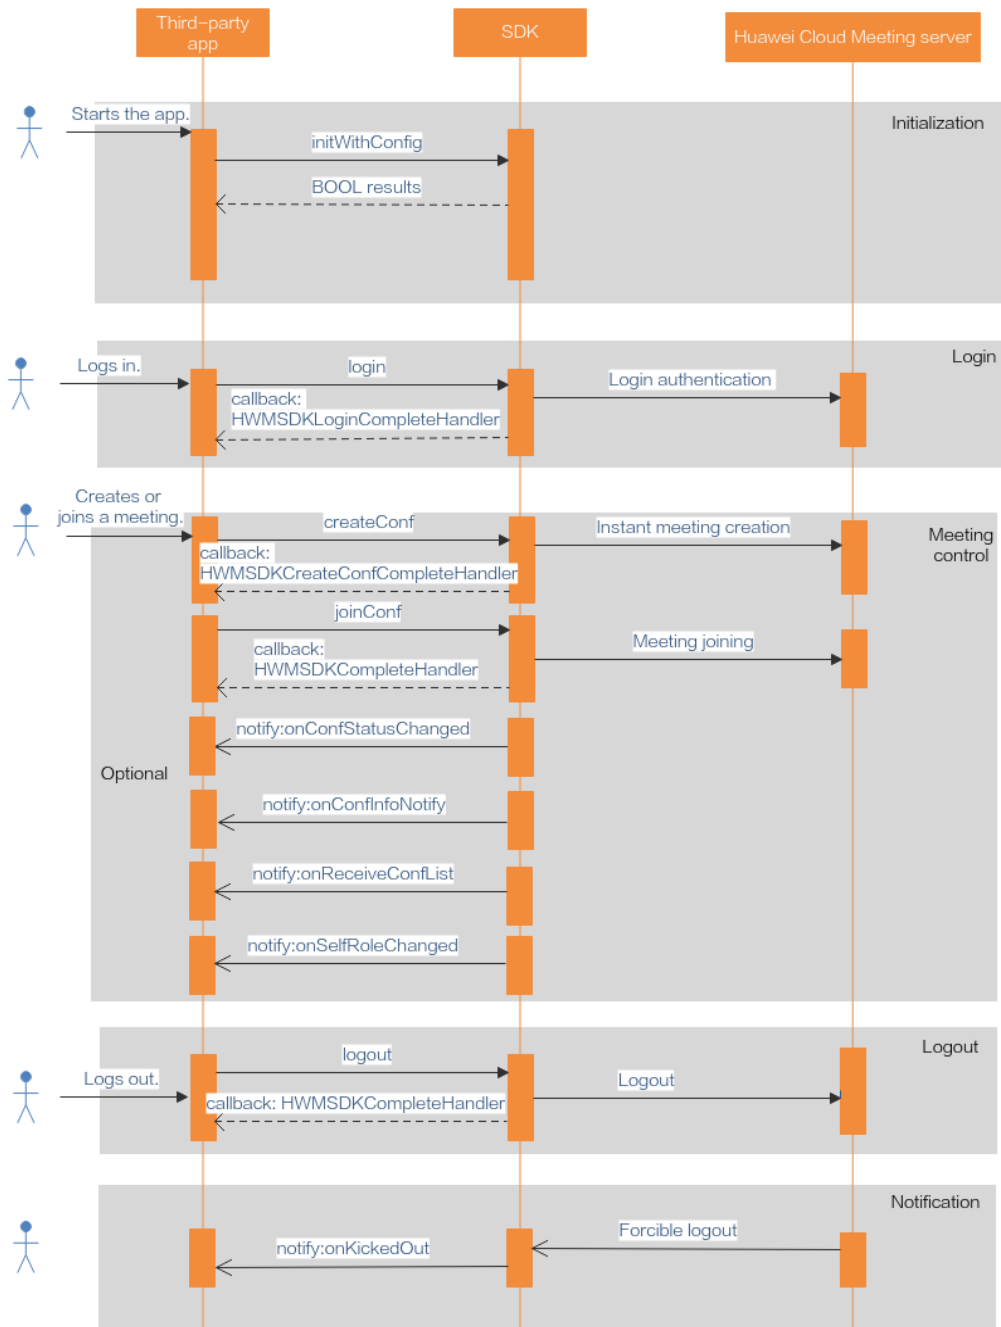 Third-party
app
SDK
Huawei Cloud Meeting server
Starts the app.
Initialization
initWithConfig
BOOL results
Login
Logs in.
login
Login authentication
callback:
HWMSDKLoginCompleteHandler
Creates or
joins a meeting.
createConf
Instant meeting creation
Meeting
control
callback:
HWMSDKCreateConfCompleteHandler
joinConf
Meeting joining
callback:
HWMSDKCompleteHandler
notify:onConfStatusChanged
Optional
notify:onConfInfoNotify
notify:onReceiveConfList
notify:onSelfRoleChanged
Logout
logout
Logs out.
Logout
callback: HWMSDKCompleteHandler
Notification
Forcible logout
notify:onKickedOut